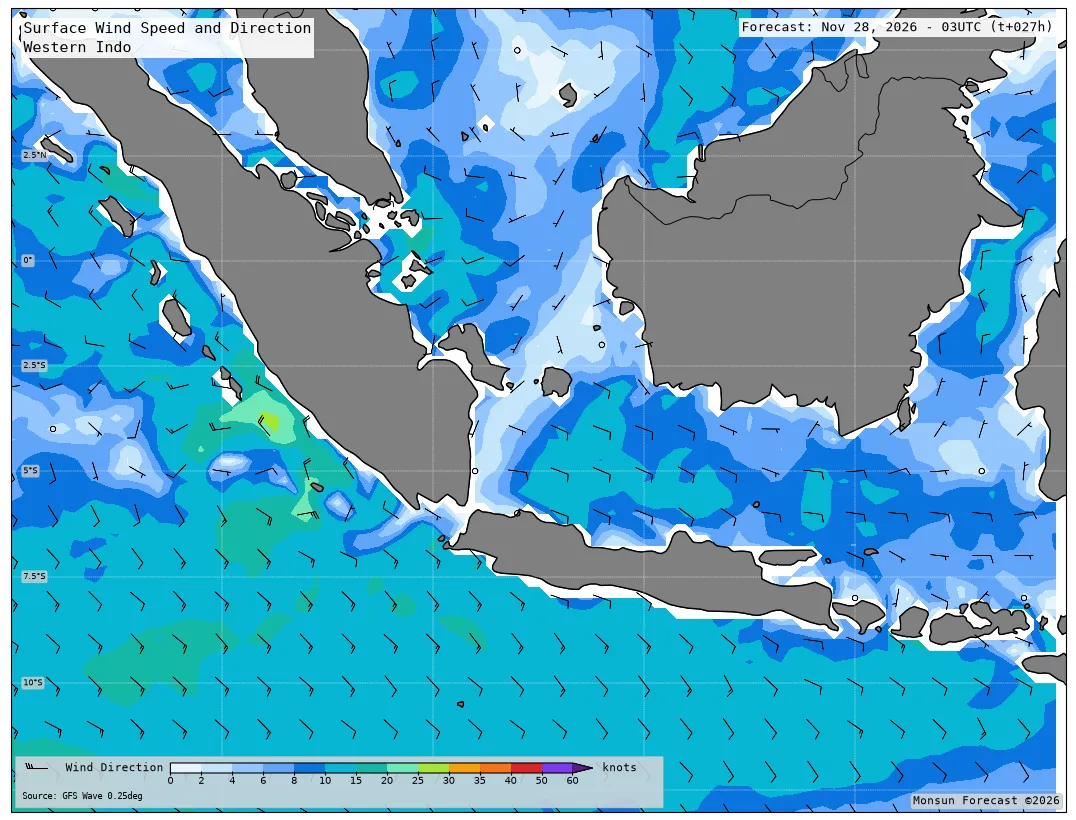 Surface Wind Speed and Direction
Western Indo
Forecast: Nov 28, 2026 - 03UTC (t+027h)
2.5°N
0°
2.5°S
5°S
7.5°S
10°S
Wind Direction
0 2 4 6 8 10 15 20 25 30 35 40 50 60
knots
Source: GFS Wave 0.25deg
Monsun Forecast ©2026